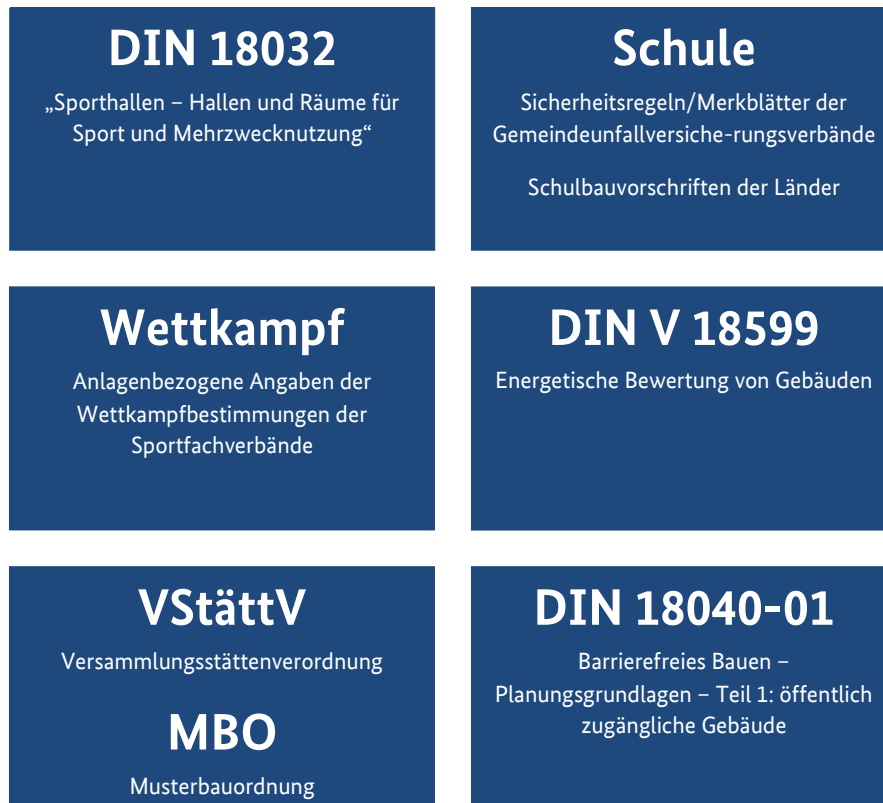 DIN 18032
„Sporthallen – Hallen und Räume für
Sport und Mehrzwecknutzung“
Schule
Sicherheitsregeln/Merkblätter der
Gemeindeunfallversiche-rungsverbände
Schulbauvorschriften der Länder
Wettkampf
Anlagenbezogene Angaben der
Wettkampfbestimmungen der
Sportfachverbände
DIN V 18599
Energetische Bewertung von Gebäuden
VStättV
Versammlungsstättenverordnung
MBO
Musterbauordnung
DIN 18040-01
Barrierefreies Bauen –
Planungsgrundlagen – Teil 1: öffentlich
zugängliche Gebäude